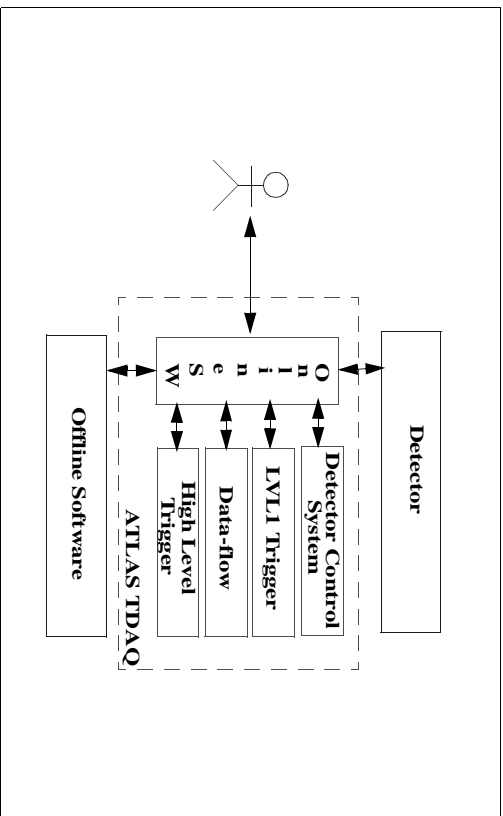 Detector
Online SW
Detector Control
System
LVL1 Trigger
Data-flow
High Level
Trigger
ATLAS TDAQ
Offline Software